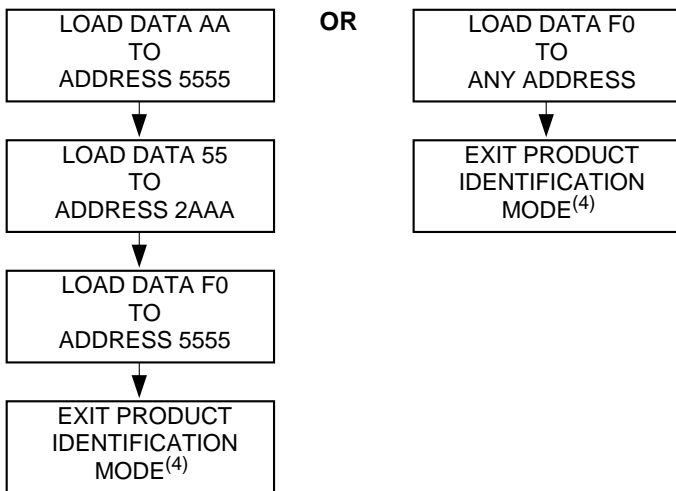 LOAD DATA AA
TO
ADDRESS 5555
LOAD DATA 55
TO
ADDRESS 2AAA
LOAD DATA F0
TO
ADDRESS 5555
EXIT PRODUCT
IDENTIFICATION
MODE(4)
OR
LOAD DATA F0
TO
ANY ADDRESS
EXIT PRODUCT
IDENTIFICATION
MODE(4)